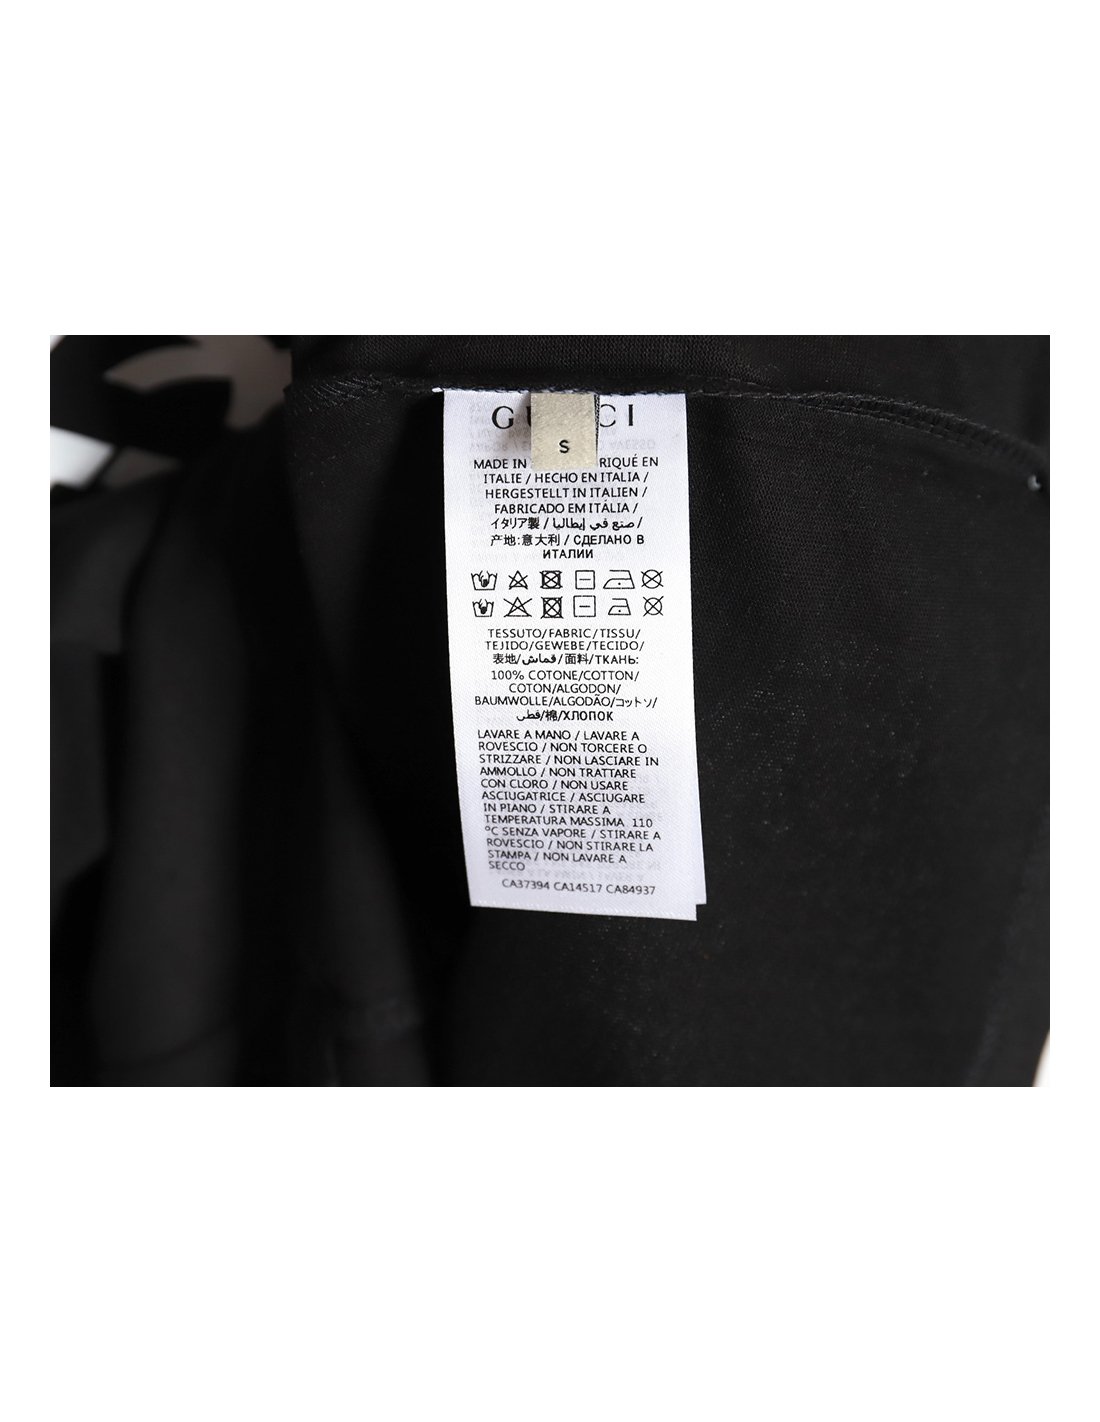 GUCCI
S
MADE IN RIQUÉ EN
ITALIE / HECHO EN ITALIA /
HERGESTELLT IN ITALIEN /
FABRICADO EM ITÁLIA /
イタリア製 / صنع في إيطاليا /
产地:意大利 / СДЕЛАНО В
ИТАЛИИ
TESSUTO/FABRIC/TISSU/
TEJIDO/GEWEBE/TECIDO/
表地/قماش/面料/ТКАНЬ:
100% COTONE/COTTON/
COTON/ALGODON/
BAUMWOLLE/ALGODÃO/コットン/
قطن/棉/ХЛОПОК
LAVARE A MANO / LAVARE A
ROVESCIO / NON TORCERE O
STRIZZARE / NON LASCIARE IN
AMMOLLO / NON TRATTARE
CON CLORO / NON USARE
ASCIUGATRICE / ASCIUGARE
IN PIANO / STIRARE A
TEMPERATURA MASSIMA 110
°C SENZA VAPORE / STIRARE A
ROVESCIO / NON STIRARE LA
STAMPA / NON LAVARE A
SECCO
CA37394 CA14517 CA84937